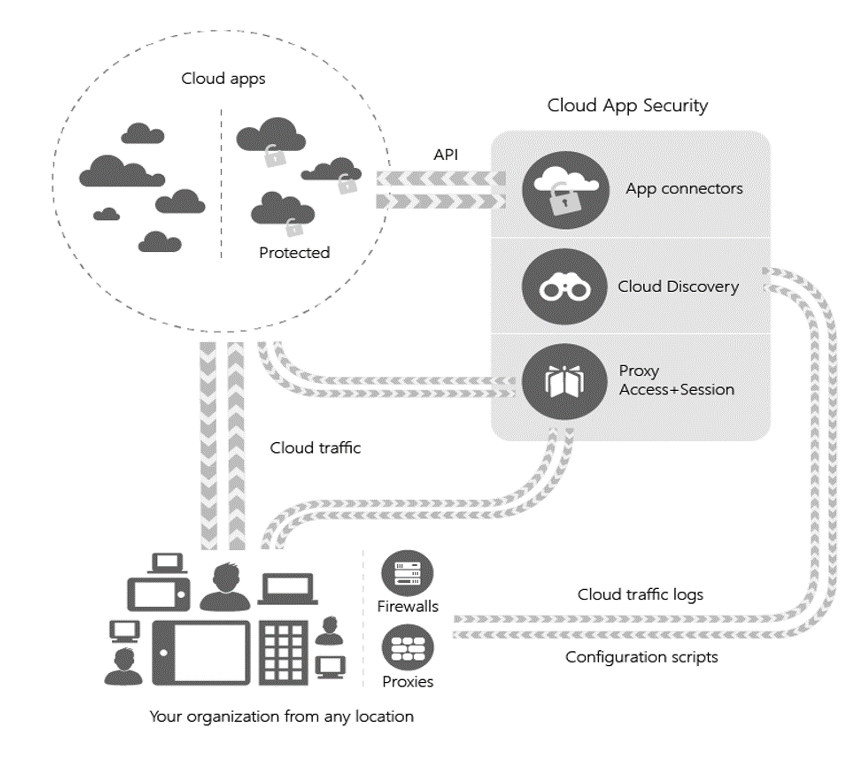 Cloud apps
Protected
API
Cloud App Security
App connectors
Cloud Discovery
Proxy
Access+Session
Cloud traffic
Firewalls
Proxies
Cloud traffic logs
Configuration scripts
Your organization from any location